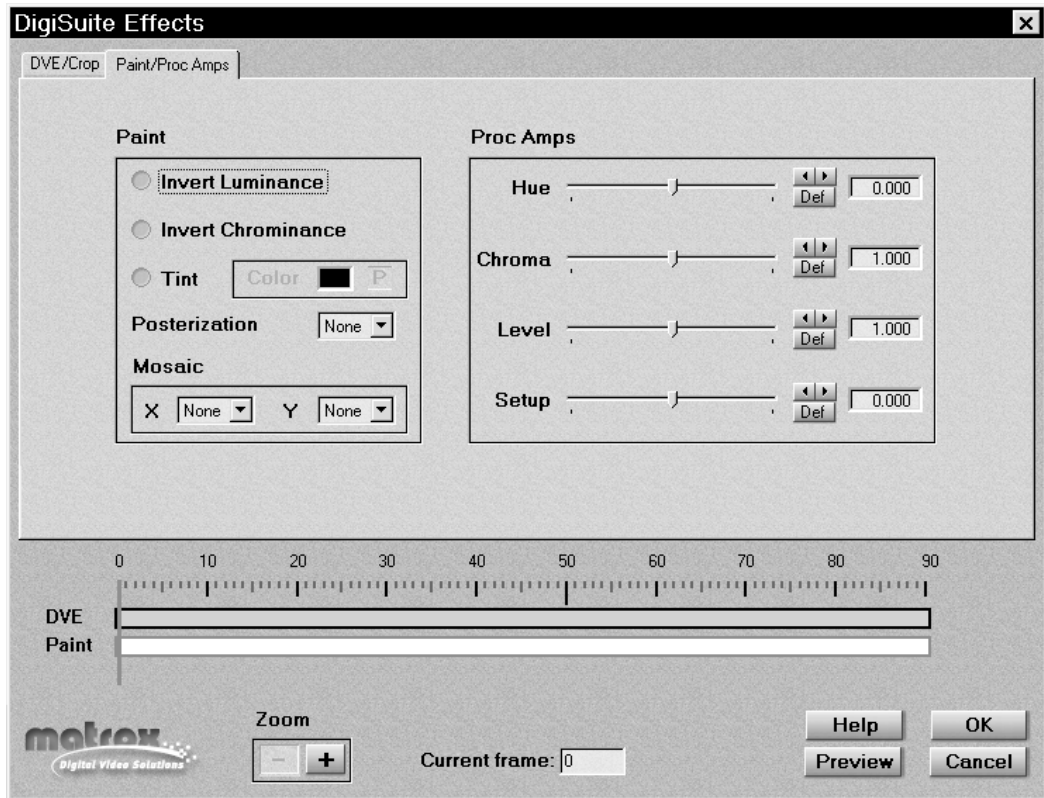 DigiSuite Effects
DVE/Crop Paint/Proc Amps
Paint
Invert Luminance
Invert Chrominance
Tint Color P
Posterization None
Mosaic
X None Y None
Proc Amps
Hue Def 0.000
Chroma Def 1.000
Level Def 1.000
Setup Def 0.000
0 10 20 30 40 50 60 70 80 90
DVE
Paint
matrox
Digital Video Solutions
Zoom
- +
Current frame: 0
Help OK
Preview Cancel